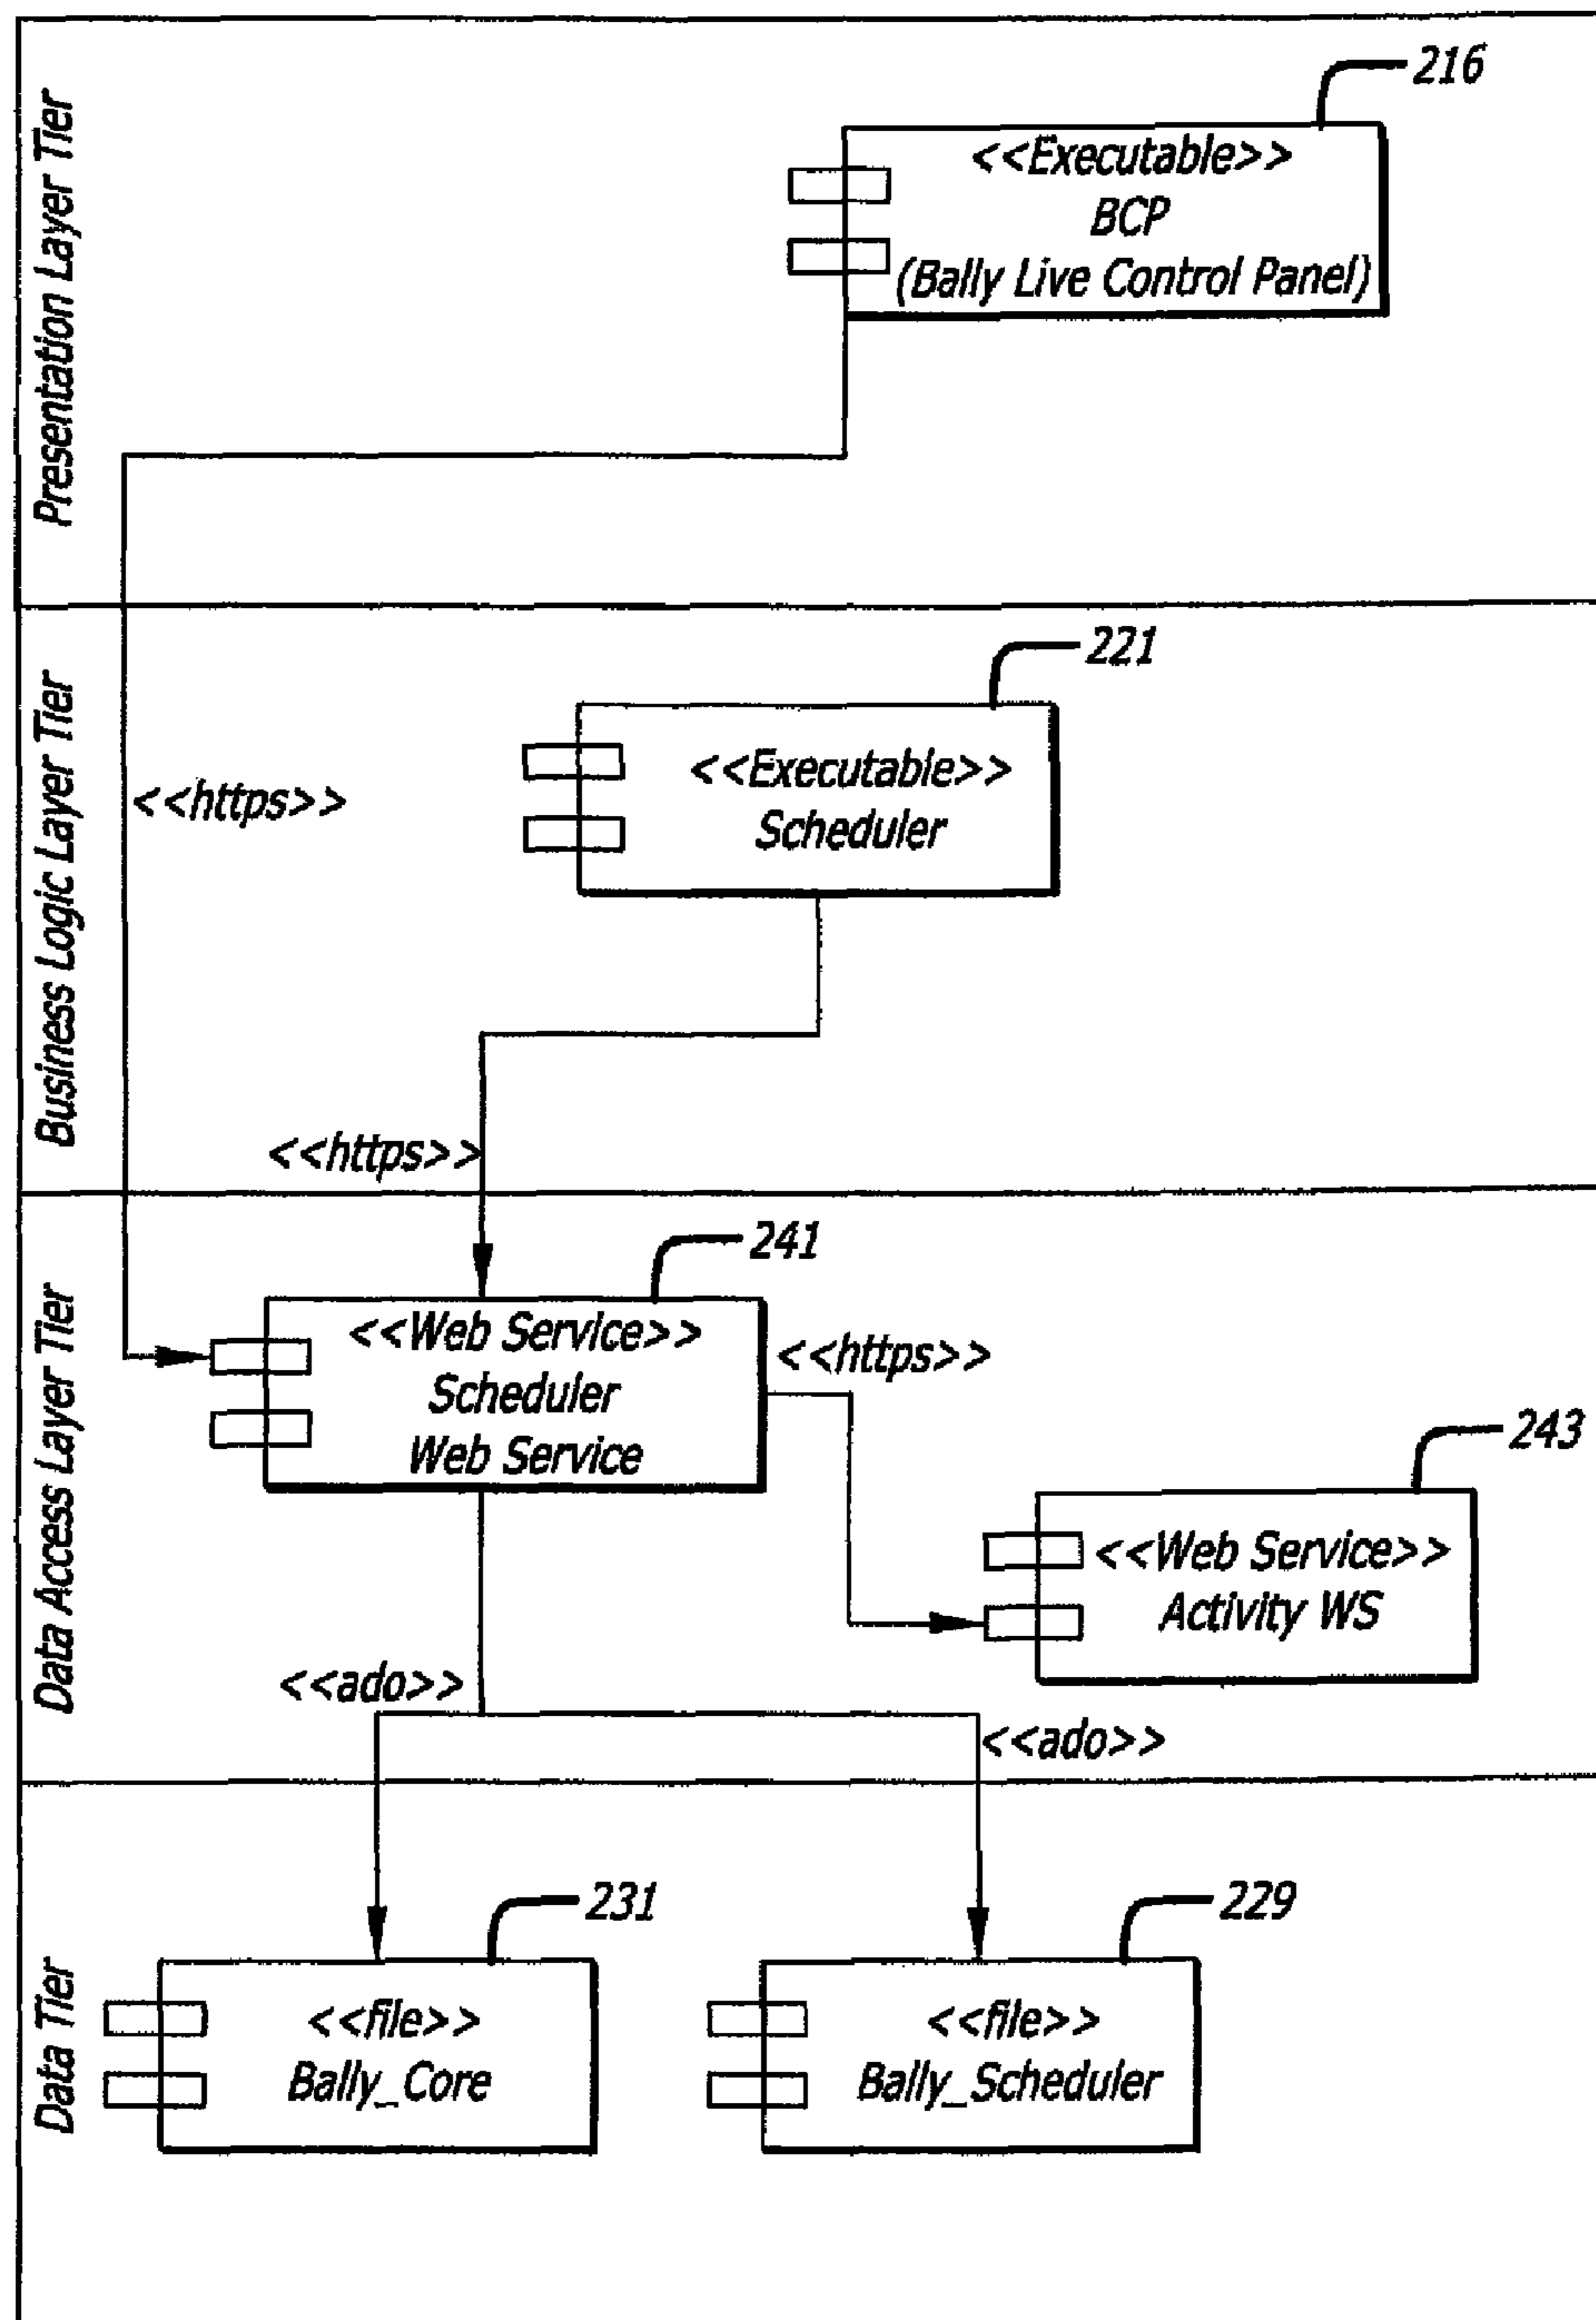 Presentation Layer Tier
216
<<Executable>>
BCP
(Bally Live Control Panel)
Business Logic Layer Tier
221
<<Executable>>
Scheduler
<<https>>
<<https>>
Data Access Layer Tier
241
<<Web Service>>
Scheduler
Web Service
<<https>>
243
<<Web Service>>
Activity WS
<<ado>>
<<ado>>
Data Tier
231
<<file>>
Bally_Core
229
<<file>>
Bally_Scheduler